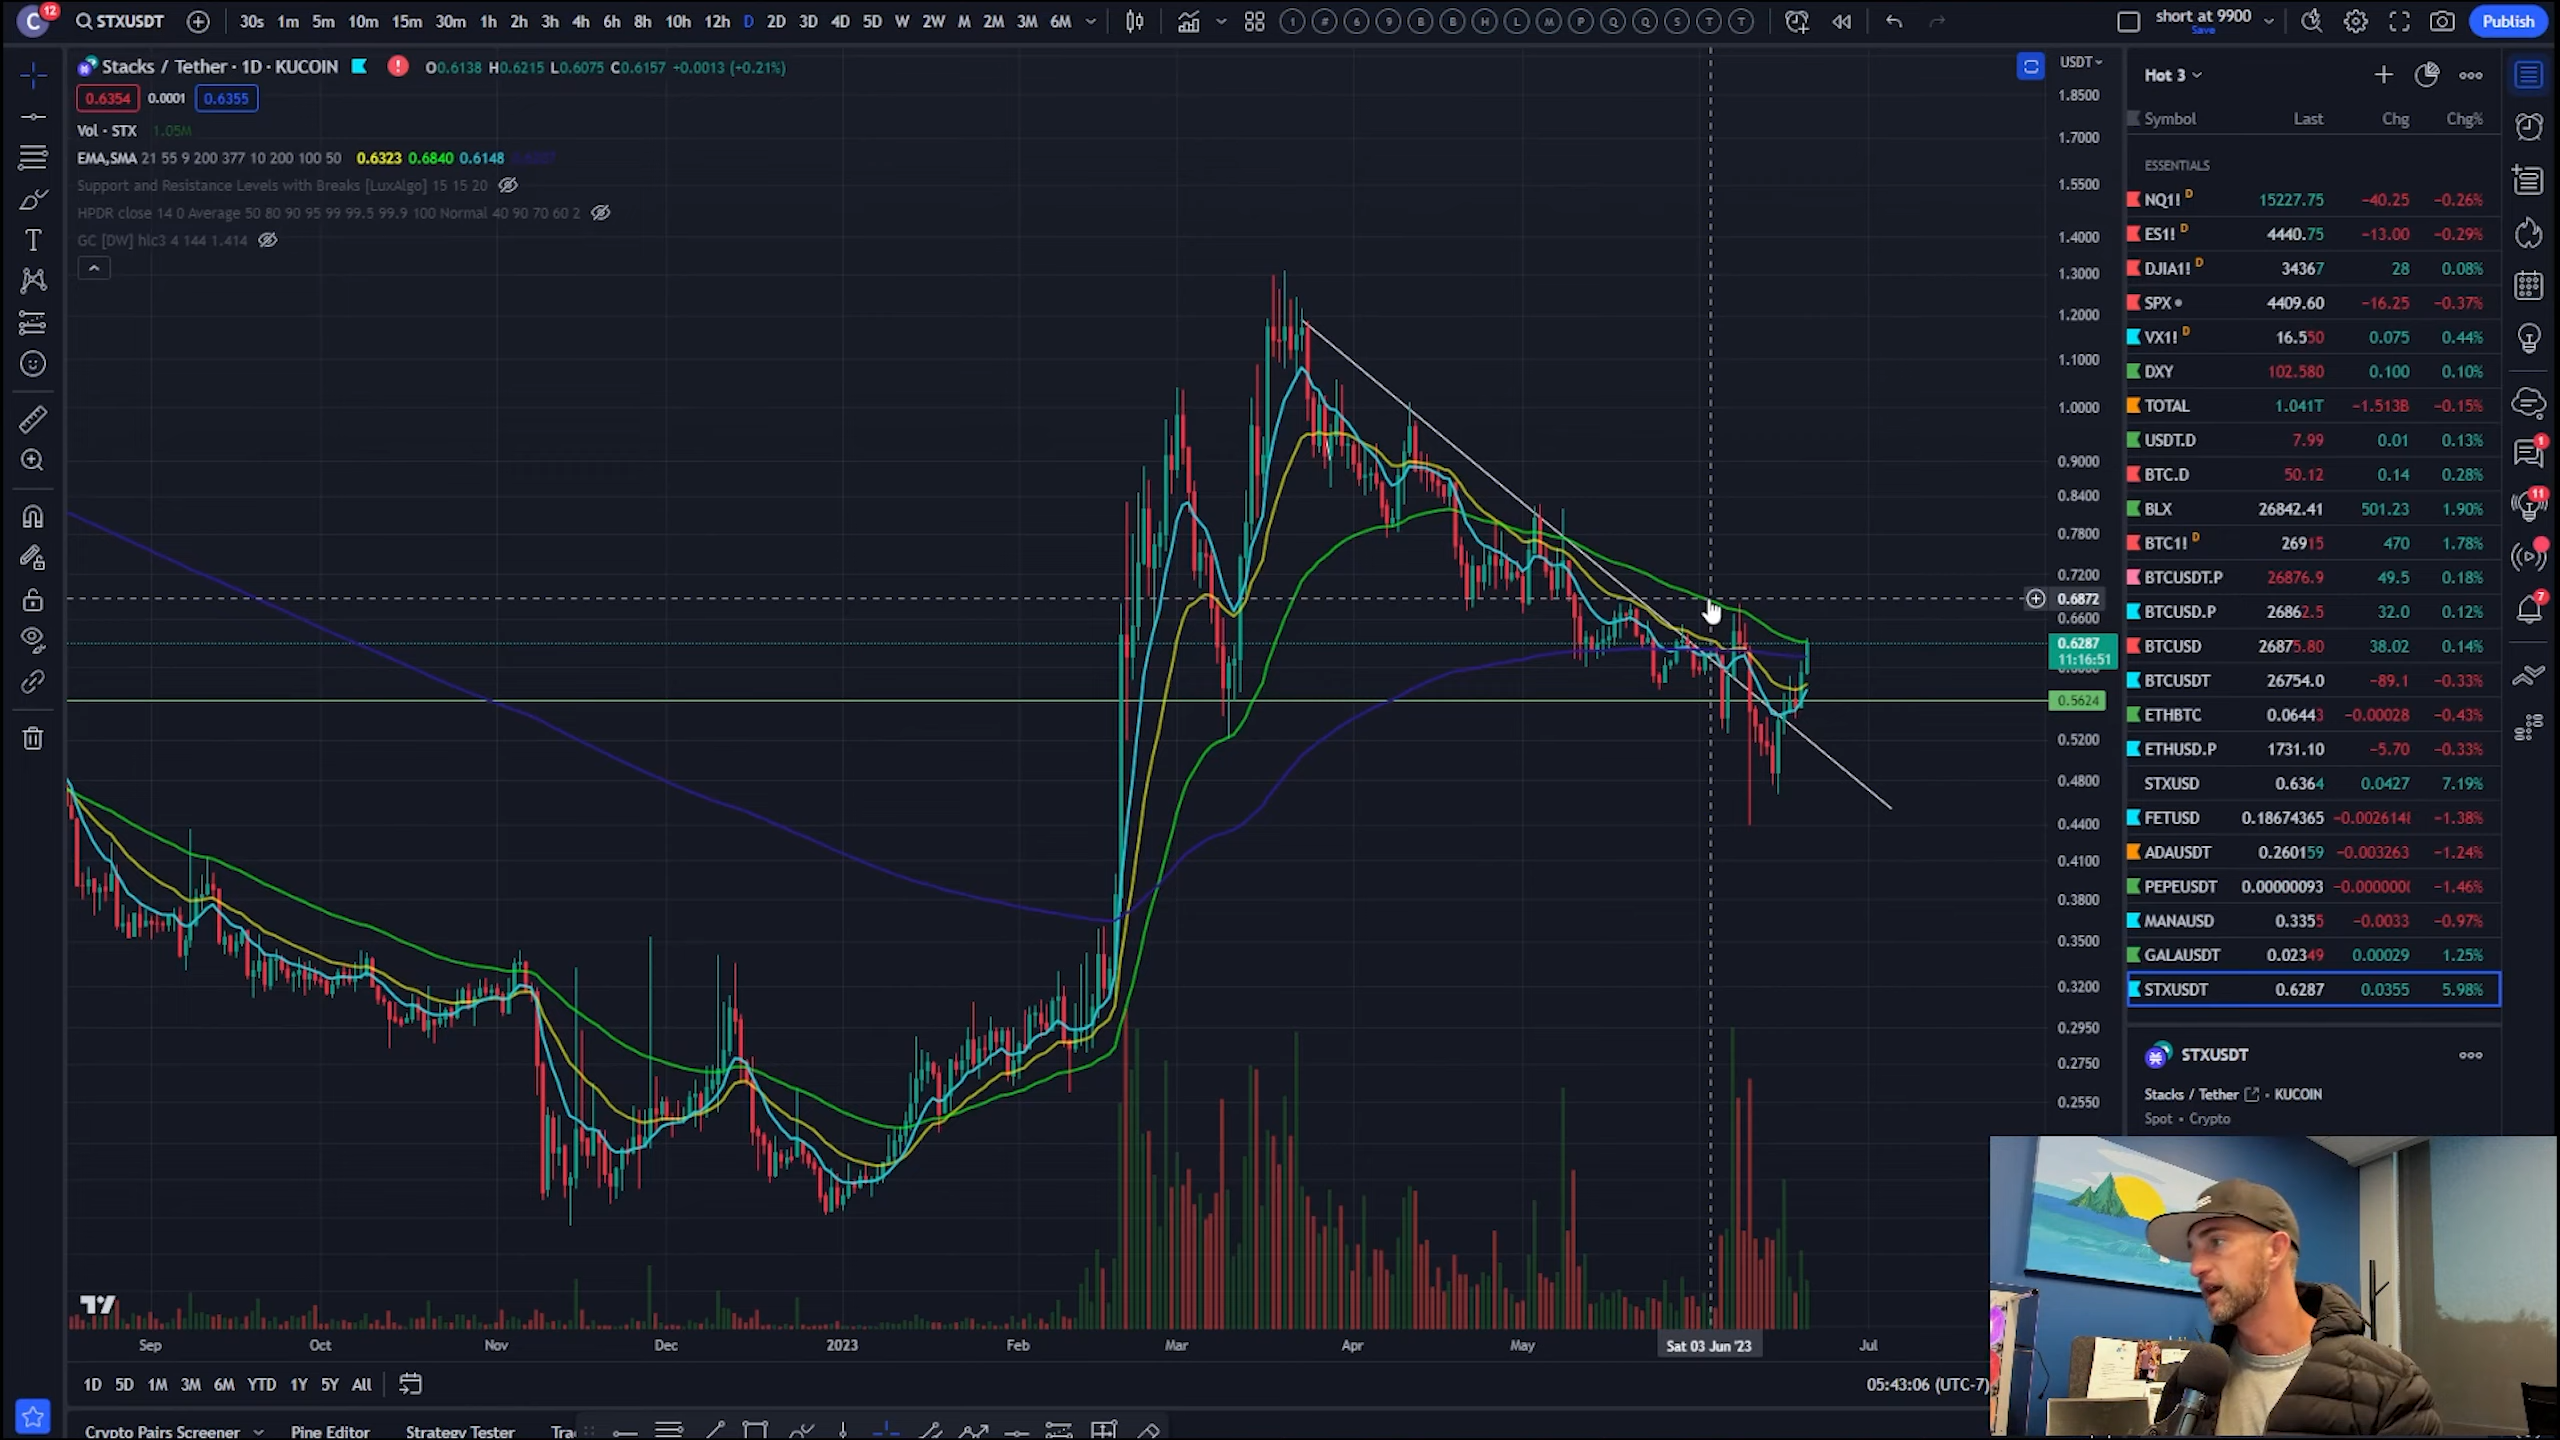 C 12 STXUSDT 30s 1m 5m 10m 15m 30m 1h 2h 3h 4h 6h 8h 10h 12h D 2D 3D 4D 5D W 2W M 2M 3M 6M 1 # 6 9 B B H L M P Q Q S T T short at 9900 Save Publish
Stacks / Tether · 1D · KUCOIN O0.6138 H0.6215 L0.6075 C0.6157 +0.0013 (+0.21%)
0.6354 0.0001 0.6355
Vol · STX 1.05M
EMA,SMA 21 55 9 200 377 10 200 100 50 0.6323 0.6840 0.6148
Support and Resistance Levels with Breaks [LuxAlgo] 15 15 20
HPDR close 14 0 Average 50 80 90 95 99 99.5 99.9 100 Normal 40 90 70 60 2
GC [DW] hlc3 4 144 1.414
USDT
1.8500
1.7000
1.5500
1.4000
1.3000
1.2000
1.1000
1.0000
0.9000
0.8400
0.7800
0.7200
0.6872
0.6600
0.6287
11:16:51
0.5624
0.5200
0.4800
0.4400
0.4100
0.3800
0.3500
0.3200
0.2950
0.2750
0.2550
Hot 3
Symbol Last Chg Chg%
ESSENTIALS
NQ1! D 15227.75 −40.25 −0.26%
ES1! D 4440.75 −13.00 −0.29%
DJIA1! D 34367 28 0.08%
SPX 4409.60 −16.25 −0.37%
VX1! D 16.550 0.075 0.44%
DXY 102.580 0.100 0.10%
TOTAL 1.041T −1.513B −0.15%
USDT.D 7.99 0.01 0.13%
BTC.D 50.12 0.14 0.28%
BLX 26842.41 501.23 1.90%
BTC1! D 26915 470 1.78%
BTCUSDT.P 26876.9 49.5 0.18%
BTCUSD.P 26862.5 32.0 0.12%
BTCUSD 26875.80 38.02 0.14%
BTCUSDT 26754.0 −89.1 −0.33%
ETHBTC 0.06443 −0.00028 −0.43%
ETHUSD.P 1731.10 −5.70 −0.33%
STXUSD 0.6364 0.0427 7.19%
FETUSD 0.18674365 −0.002614 −1.38%
ADAUSDT 0.260159 −0.003263 −1.24%
PEPEUSDT 0.00000093 −0.000000 −1.46%
MANAUSD 0.3355 −0.0033 −0.97%
GALAUSDT 0.02349 0.00029 1.25%
STXUSDT 0.6287 0.0355 5.98%
STXUSDT
Stacks / Tether · KUCOIN
Spot · Crypto
1
11
7
Sep Oct Nov Dec 2023 Feb Mar Apr May Sat 03 Jun '23 Jul
1D 5D 1M 3M 6M YTD 1Y 5Y All 05:43:06 (UTC-7)
Crypto Pairs Screener Pine Editor Strategy Tester